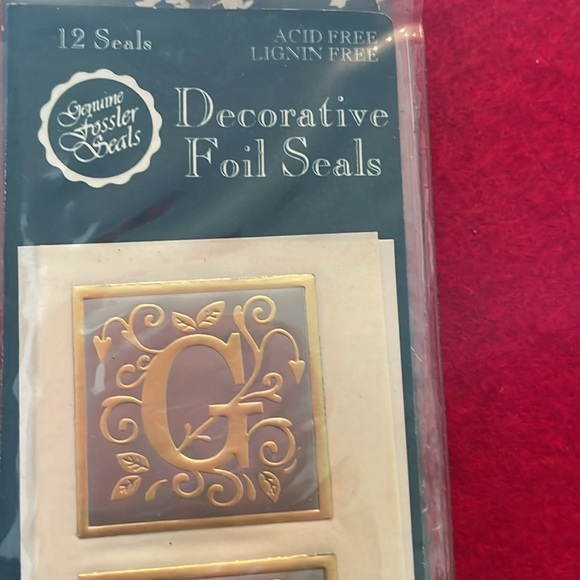 12 Seals
ACID FREE
LIGNIN FREE
Genuine
Fossler
Seals
Decorative
Foil Seals
G